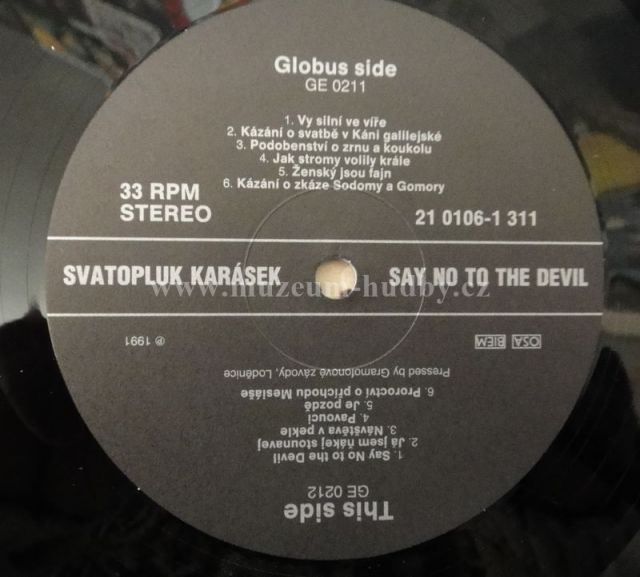 Globus side
GE 0211
1. Vy silní ve víře
2. Kázání o svatbě v Káni galilejské
3. Podobenství o zrnu a koukolu
4. Jak stromy volily krále
5. Ženský jsou fajn
6. Kázání o zkáze Sodomy a Gomory
33 RPM
STEREO
21 0106-1 311
SVATOPLUK KARÁSEK
SAY NO TO THE DEVIL
www.muzeum-hudby.cz
This side
GE 0212
1. Say No to the Devil
2. Já jsem ňákej stounavej
3. Návštěva v pekle
4. Pavouci
5. Je pozdě
6. Proroctví o příchodu Mesiáše
Pressed by Gramofonové závody, Loděnice
OSA BIEM
℗ 1991